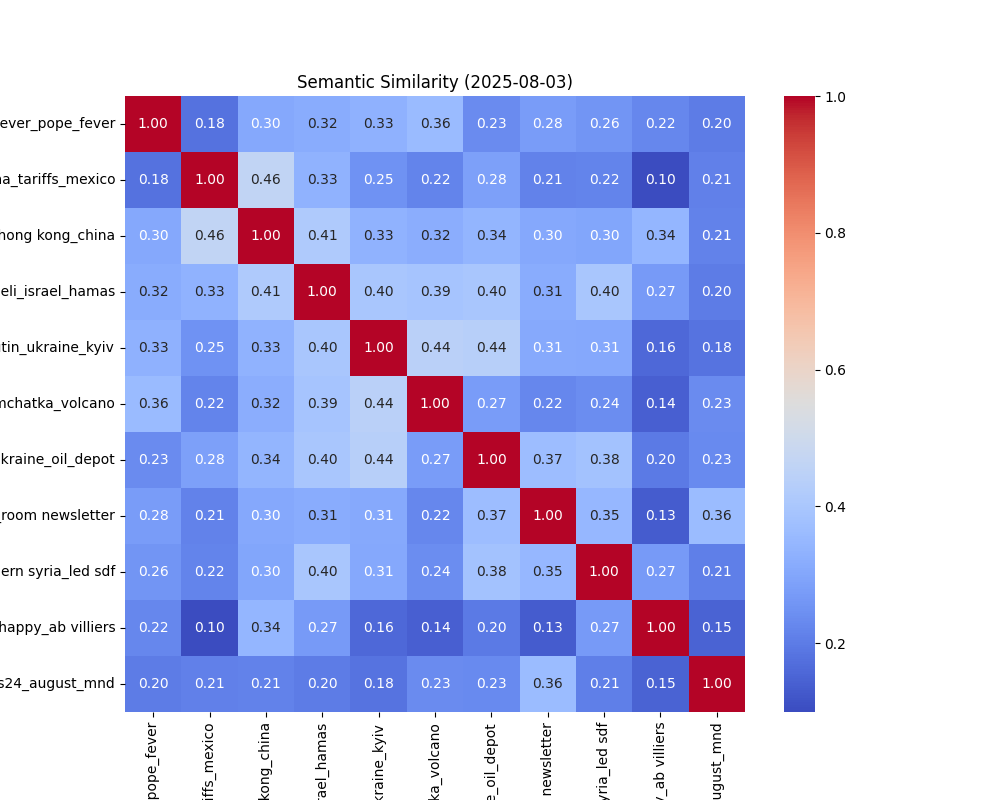 Semantic Similarity (2025-08-03)
ever_pope_fever 1.00 0.18 0.30 0.32 0.33 0.36 0.23 0.28 0.26 0.22 0.20
na_tariffs_mexico 0.18 1.00 0.46 0.33 0.25 0.22 0.28 0.21 0.22 0.10 0.21
hong kong_china 0.30 0.46 1.00 0.41 0.33 0.32 0.34 0.30 0.30 0.34 0.21
eli_israel_hamas 0.32 0.33 0.41 1.00 0.40 0.39 0.40 0.31 0.40 0.27 0.20
utin_ukraine_kyiv 0.33 0.25 0.33 0.40 1.00 0.44 0.44 0.31 0.31 0.16 0.18
mchatka_volcano 0.36 0.22 0.32 0.39 0.44 1.00 0.27 0.22 0.24 0.14 0.23
kraine_oil_depot 0.23 0.28 0.34 0.40 0.44 0.27 1.00 0.37 0.38 0.20 0.23
_room newsletter 0.28 0.21 0.30 0.31 0.31 0.22 0.37 1.00 0.35 0.13 0.36
ern syria_led sdf 0.26 0.22 0.30 0.40 0.31 0.24 0.38 0.35 1.00 0.27 0.21
happy_ab villiers 0.22 0.10 0.34 0.27 0.16 0.14 0.20 0.13 0.27 1.00 0.15
s24_august_mnd 0.20 0.21 0.21 0.20 0.18 0.23 0.23 0.36 0.21 0.15 1.00
pope_fever
iffs_mexico
kong_china
rael_hamas
kraine_kyiv
ka_volcano
e_oil_depot
newsletter
yria_led sdf
y_ab villiers
ugust_mnd
1.0
0.8
0.6
0.4
0.2